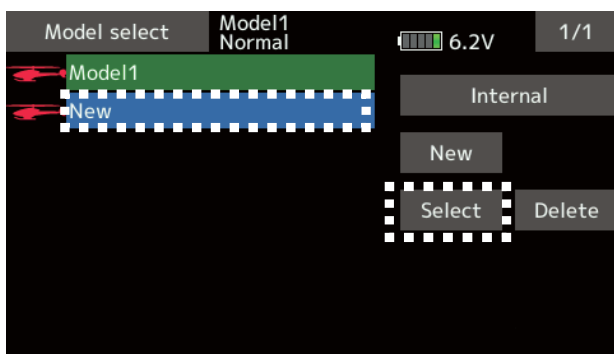 Model select
Model1
Normal
6.2V
1/1
Model1
New
Internal
New
Select
Delete